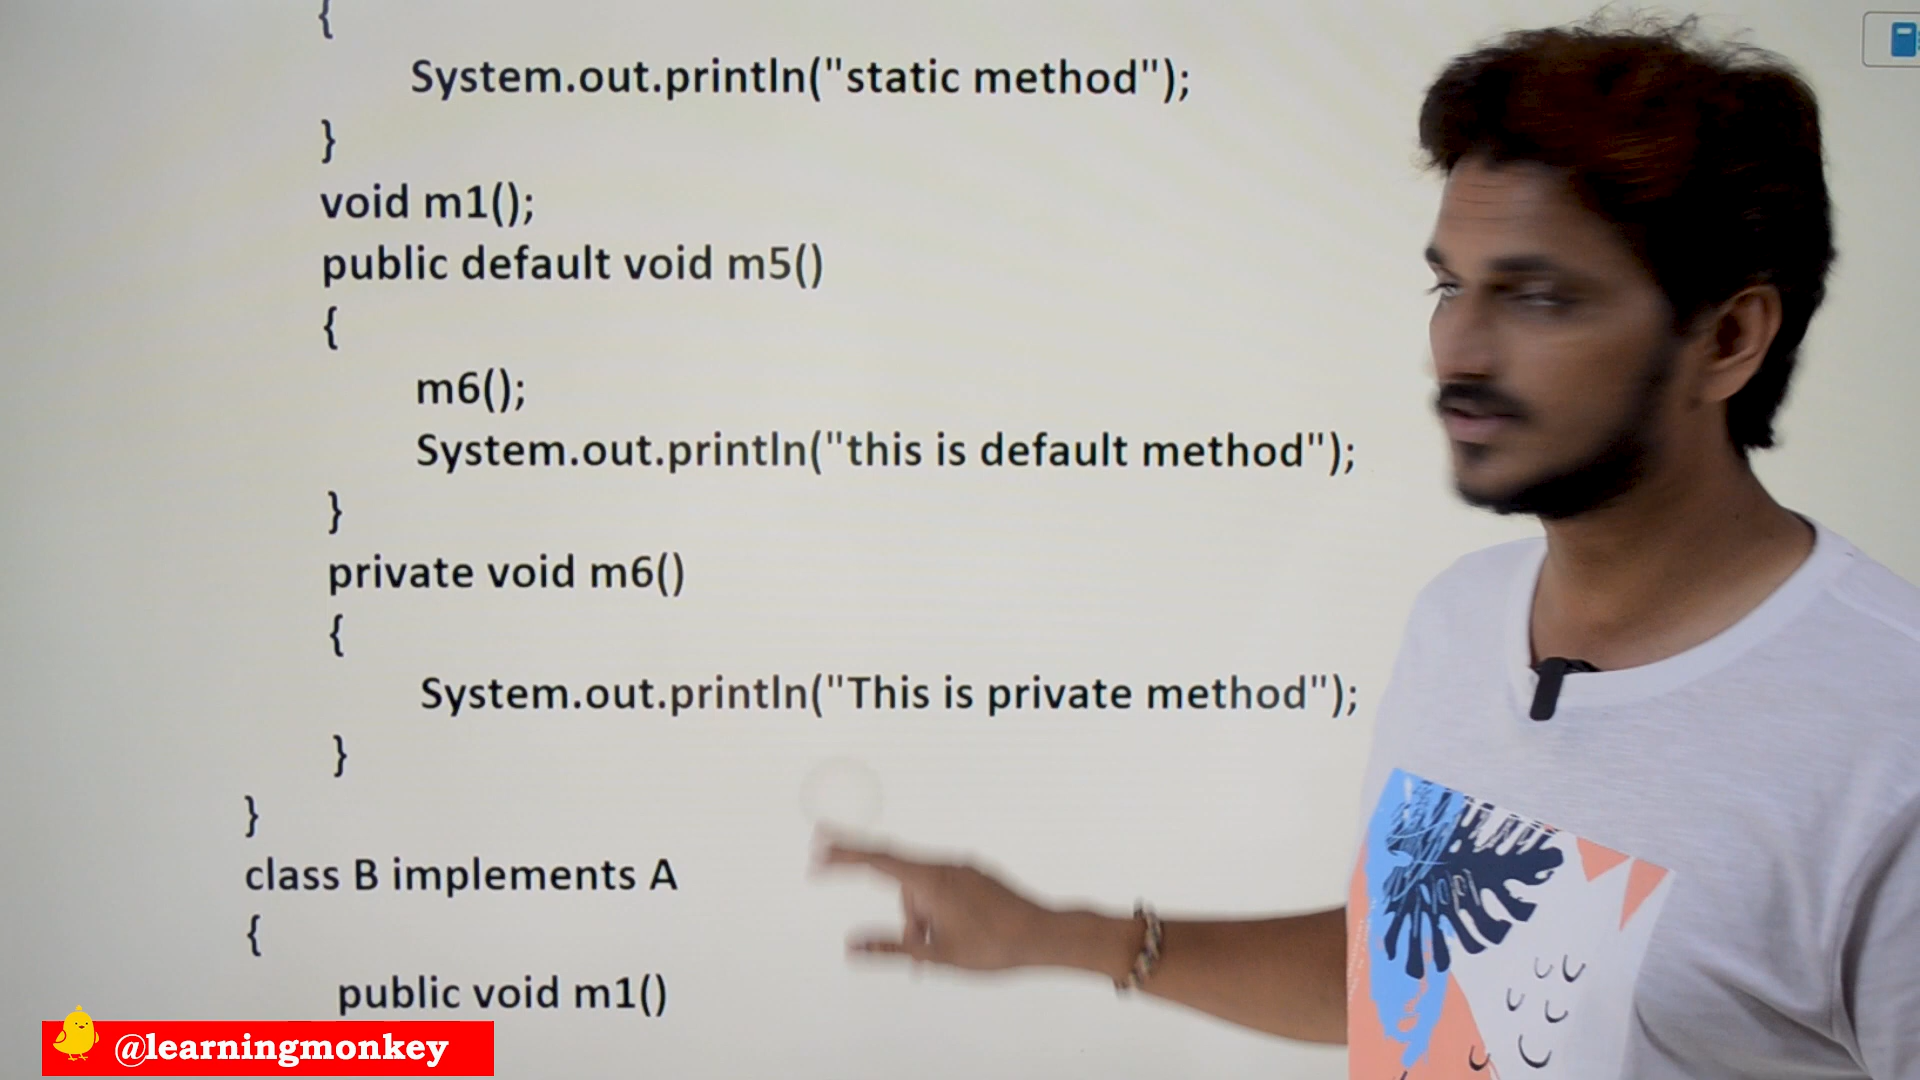 {
System.out.println("static method");
}
void m1();
public default void m5()
{
m6();
System.out.println("this is default method");
}
private void m6()
{
System.out.println("This is private method");
}
}
class B implements A
{
public void m1()
@learningmonkey